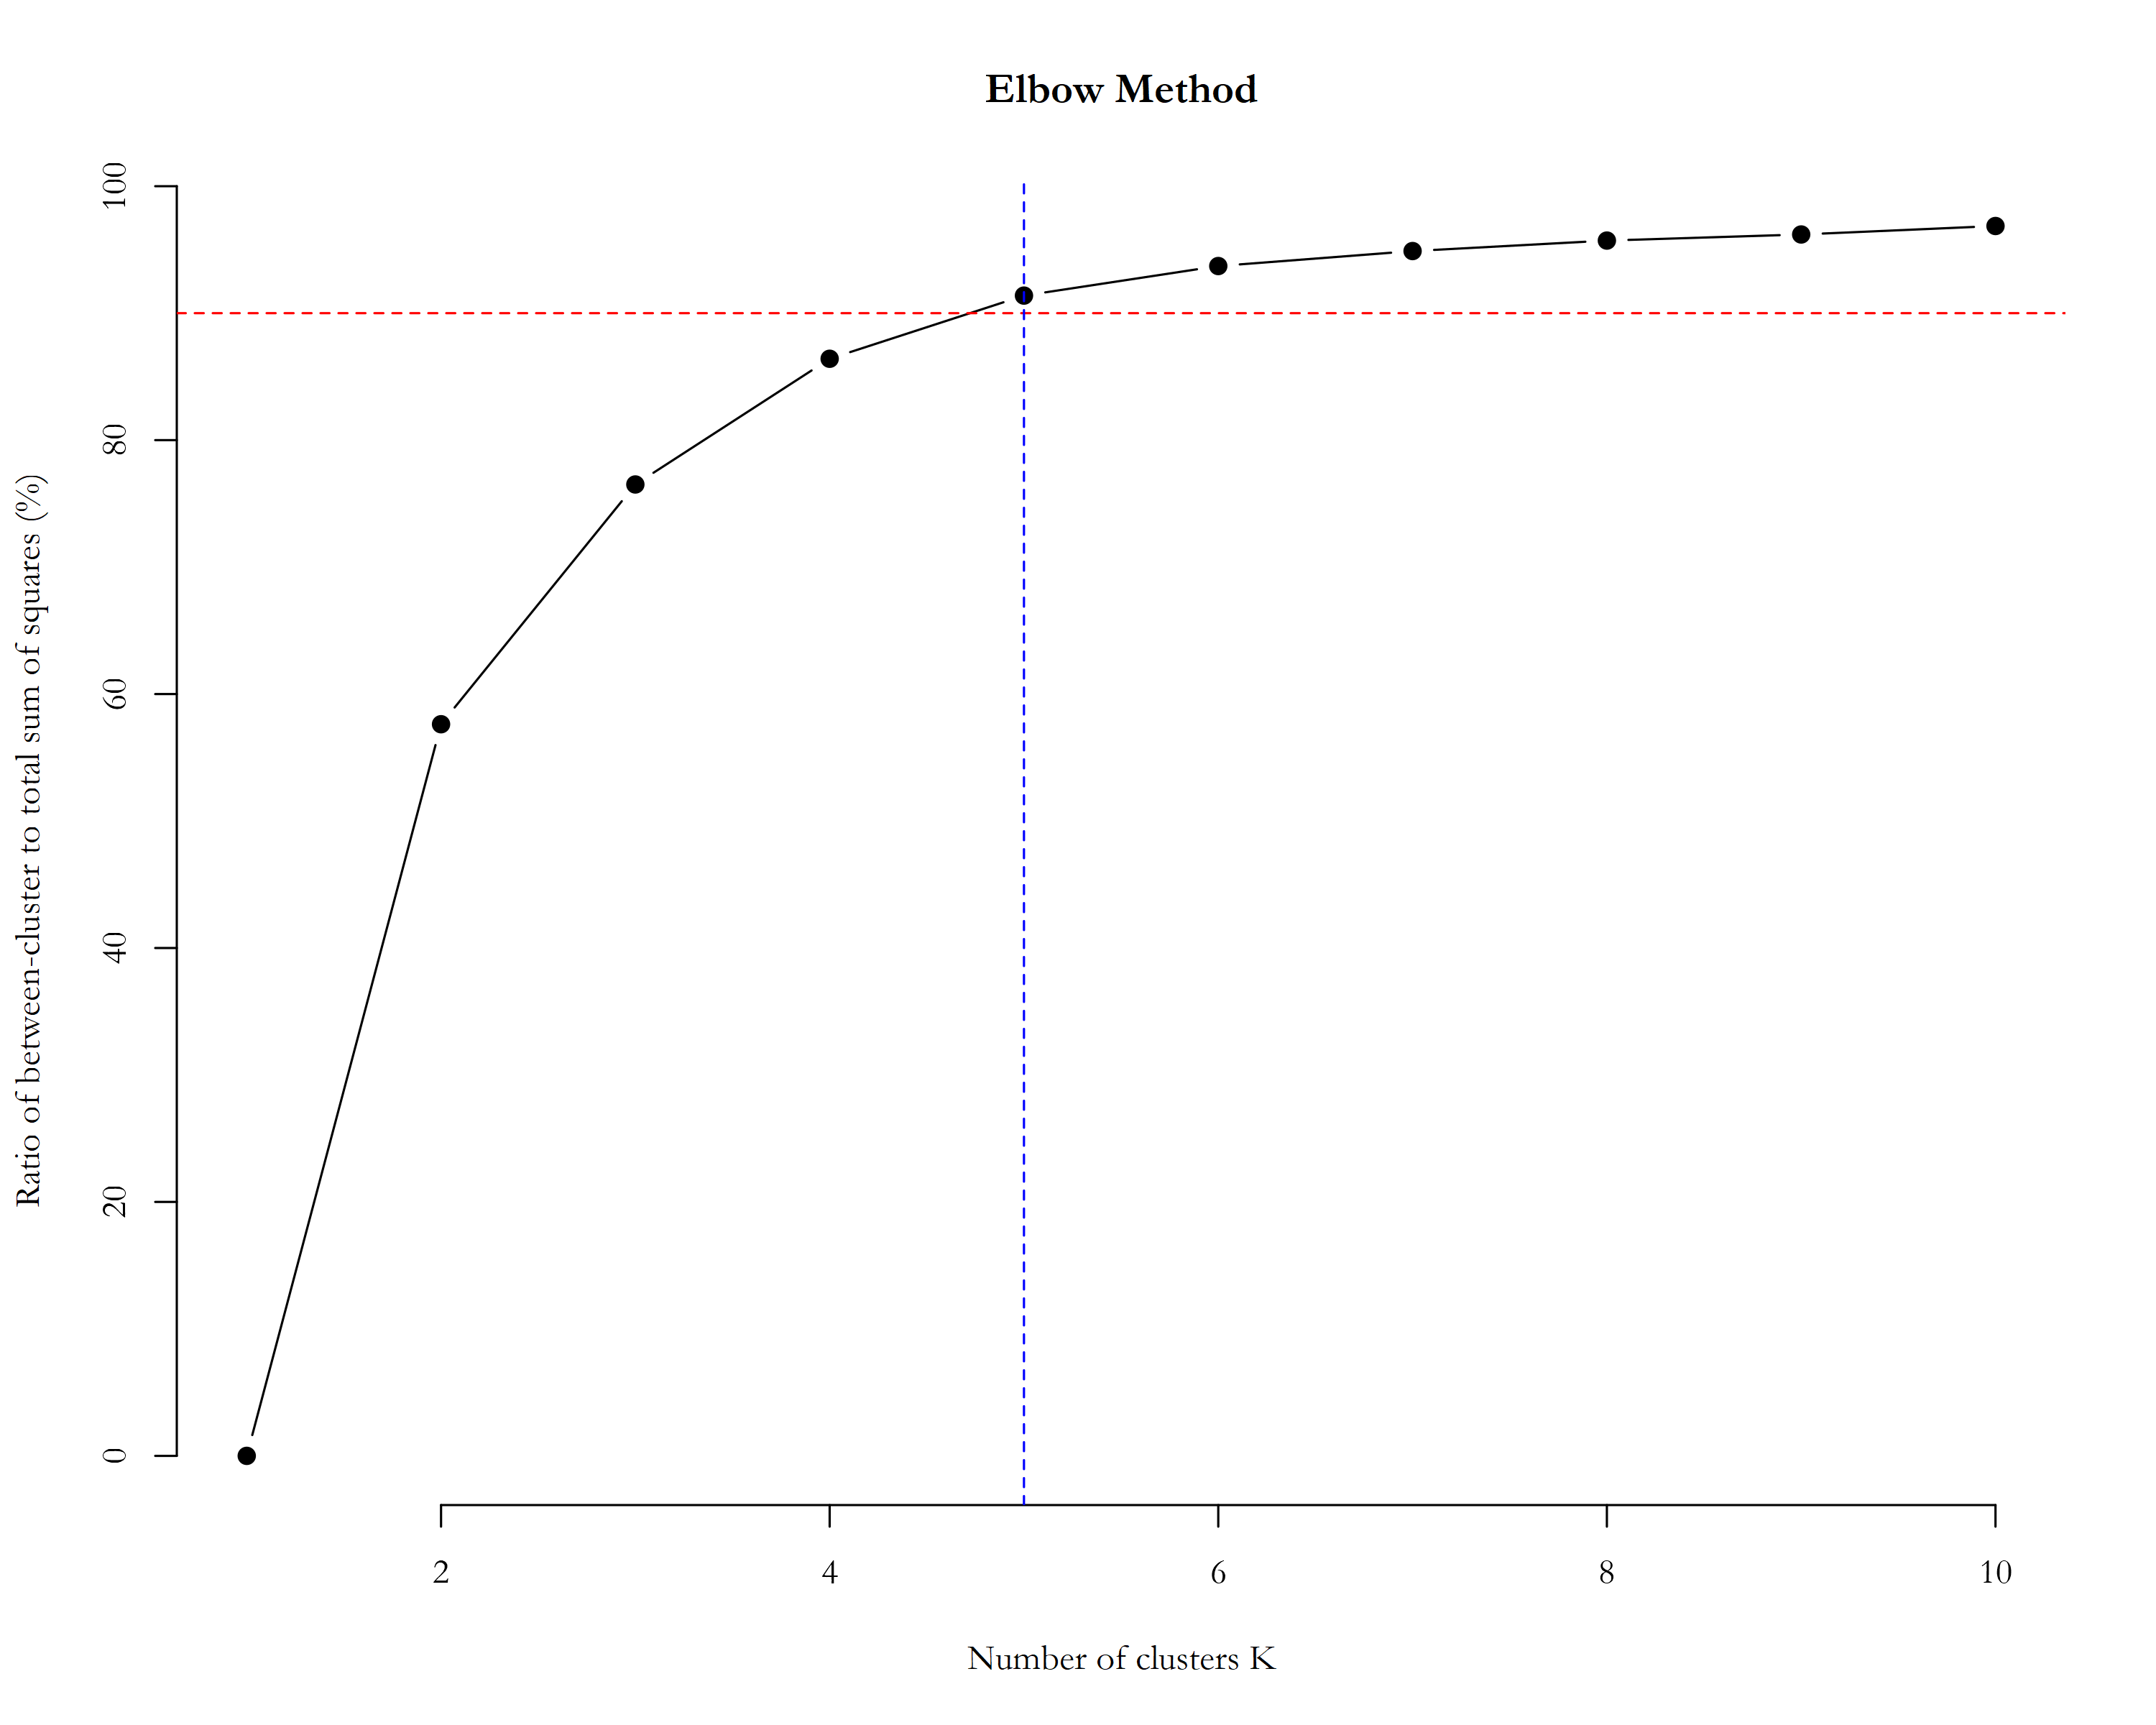 Elbow Method
Ratio of between-cluster to total sum of squares (%)
100
80
60
40
20
0
2 4 6 8 10
Number of clusters K